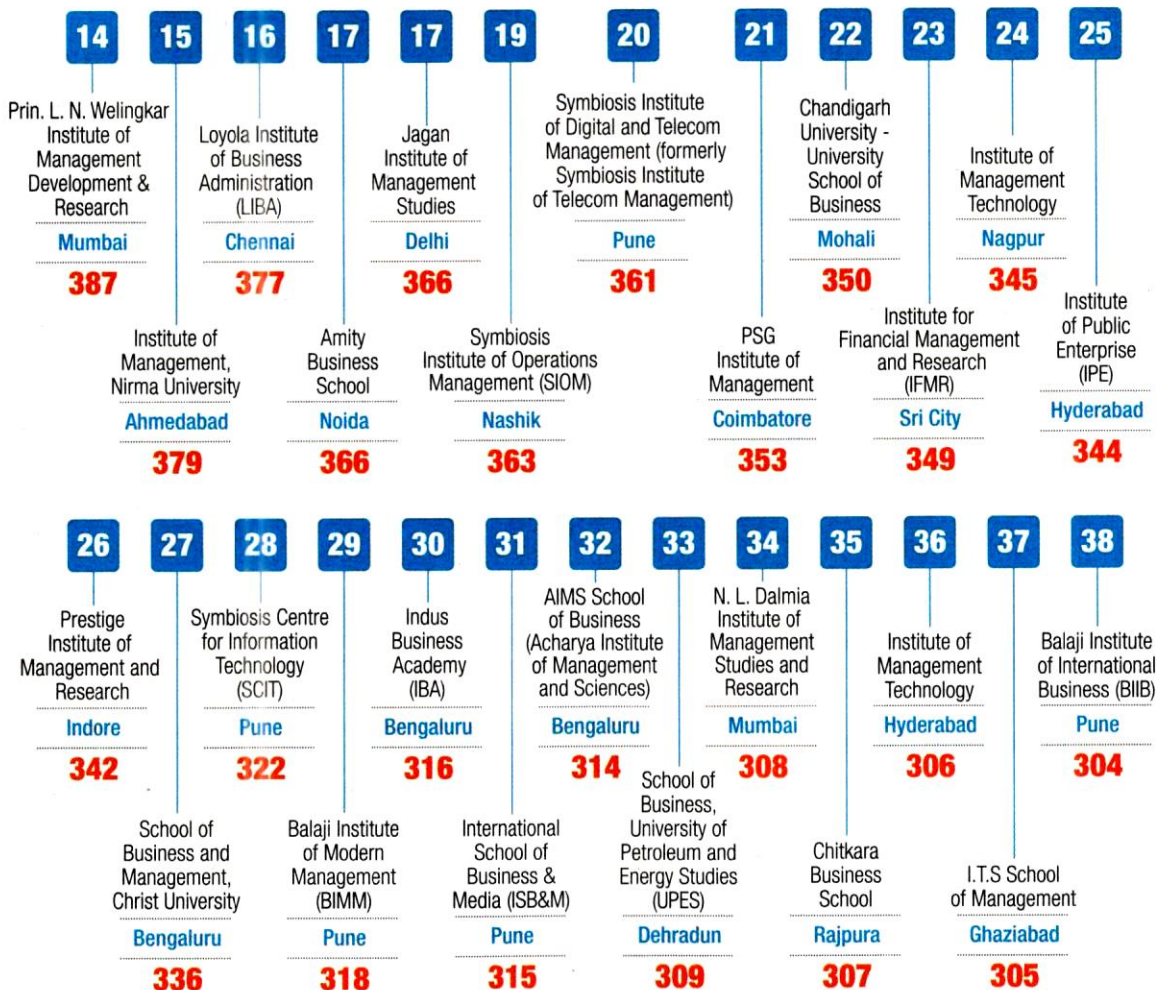 14
15
16
17
17
19
20
21
22
23
24
25
Prin. L. N. Welingkar
Institute of
Management
Development &
Research
Mumbai
387
Institute of
Management,
Nirma University
Ahmedabad
379
Loyola Institute
of Business
Administration
(LIBA)
Chennai
377
Amity
Business
School
Noida
366
Jagan
Institute of
Management
Studies
Delhi
366
Symbiosis
Institute of Operations
Management (SIOM)
Nashik
363
Symbiosis Institute
of Digital and Telecom
Management (formerly
Symbiosis Institute
of Telecom Management)
Pune
361
PSG
Institute of
Management
Coimbatore
353
Chandigarh
University -
University
School of
Business
Mohali
350
Institute for
Financial Management
and Research
(IFMR)
Sri City
349
Institute of
Management
Technology
Nagpur
345
Institute
of Public
Enterprise
(IPE)
Hyderabad
344
26
27
28
29
30
31
32
33
34
35
36
37
38
Prestige
Institute of
Management and
Research
Indore
342
School of
Business and
Management,
Christ University
Bengaluru
336
Symbiosis Centre
for Information
Technology
(SCIT)
Pune
322
Balaji Institute
of Modern
Management
(BIMM)
Pune
318
Indus
Business
Academy
(IBA)
Bengaluru
316
International
School of
Business &
Media (ISB&M)
Pune
315
AIMS School
of Business
(Acharya Institute
of Management
and Sciences)
Bengaluru
314
School of
Business,
University of
Petroleum and
Energy Studies
(UPES)
Dehradun
309
N. L. Dalmia
Institute of
Management
Studies and
Research
Mumbai
308
Chitkara
Business
School
Rajpura
307
Institute of
Management
Technology
Hyderabad
306
I.T.S School
of Management
Ghaziabad
305
Balaji Institute
of International
Business (BIIB)
Pune
304